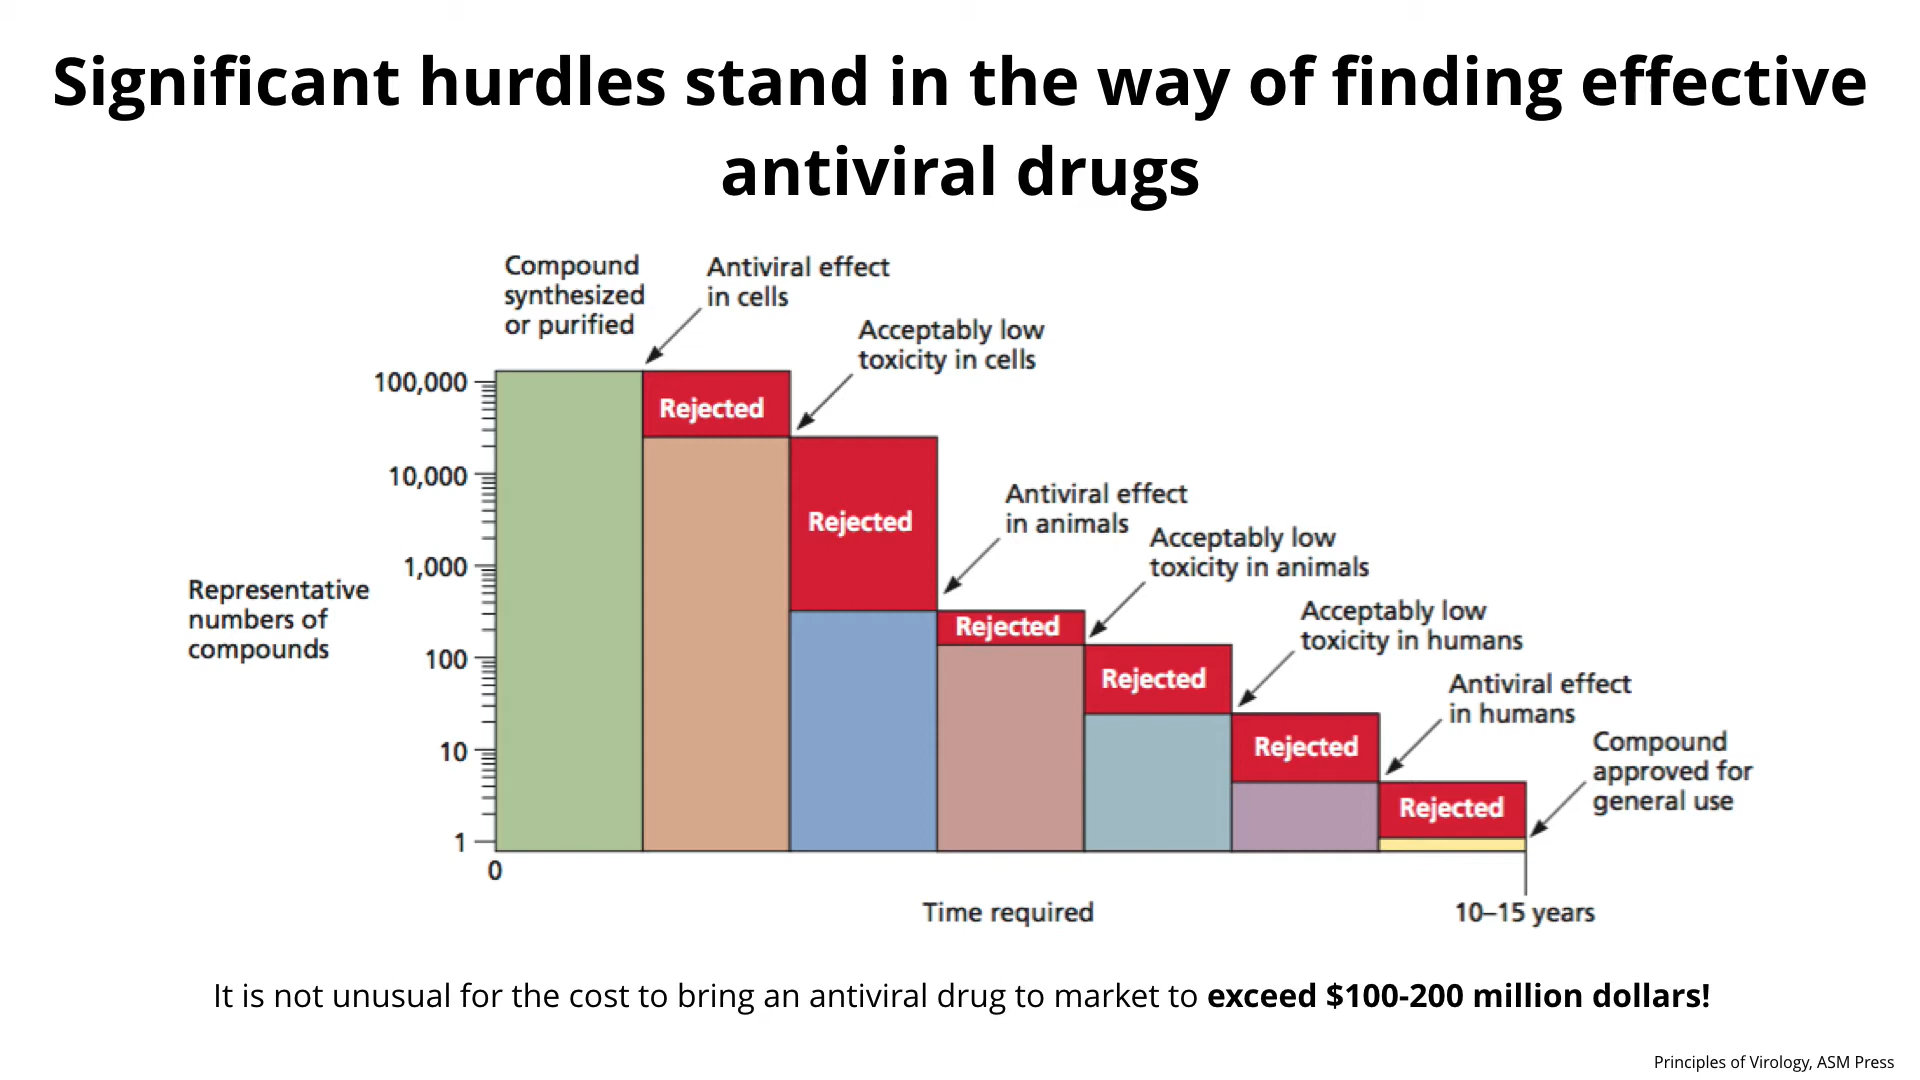 Significant hurdles stand in the way of finding effective
antiviral drugs
Compound
synthesized
or purified
Antiviral effect
in cells
Acceptably low
toxicity in cells
Antiviral effect
in animals
Acceptably low
toxicity in animals
Acceptably low
toxicity in humans
Antiviral effect
in humans
Compound
approved for
general use
Representative
numbers of
compounds
100,000
10,000
1,000
100
10
1
Rejected
Rejected
Rejected
Rejected
Rejected
Rejected
0
Time required
10–15 years
It is not unusual for the cost to bring an antiviral drug to market to exceed $100-200 million dollars!
Principles of Virology, ASM Press